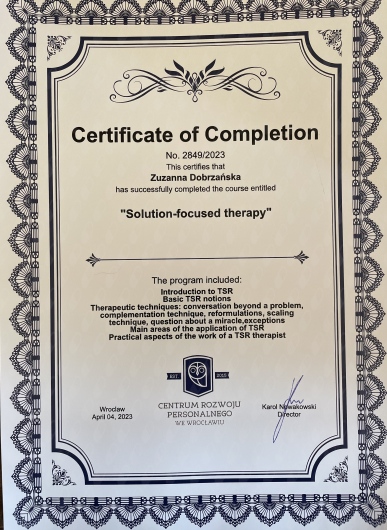 Certificate of Completion
No. 2849/2023
This certifies that
Zuzanna Dobrzańska
has successfully completed the course entitled
"Solution-focused therapy"
The program included:
Introduction to TSR
Basic TSR notions
Therapeutic techniques: conversation beyond a problem,
complementation technique, reformulations, scaling
technique, question about a miracle,exceptions
Main areas of the application of TSR
Practical aspects of the work of a TSR therapist
EST.
CENTRUM ROZWOJU
PERSONALNEGO
WE WROCŁAWIU
Wroclaw
April 04, 2023
Karol Nowakowski
Director